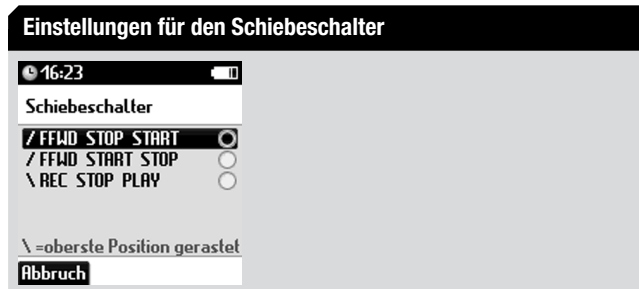 Einstellungen für den Schiebeschalter
16:23
Schiebeschalter
/ FFWD STOP START
/ FFWD START STOP
\ REC STOP PLAY
\ =oberste Position gerastet
Abbruch